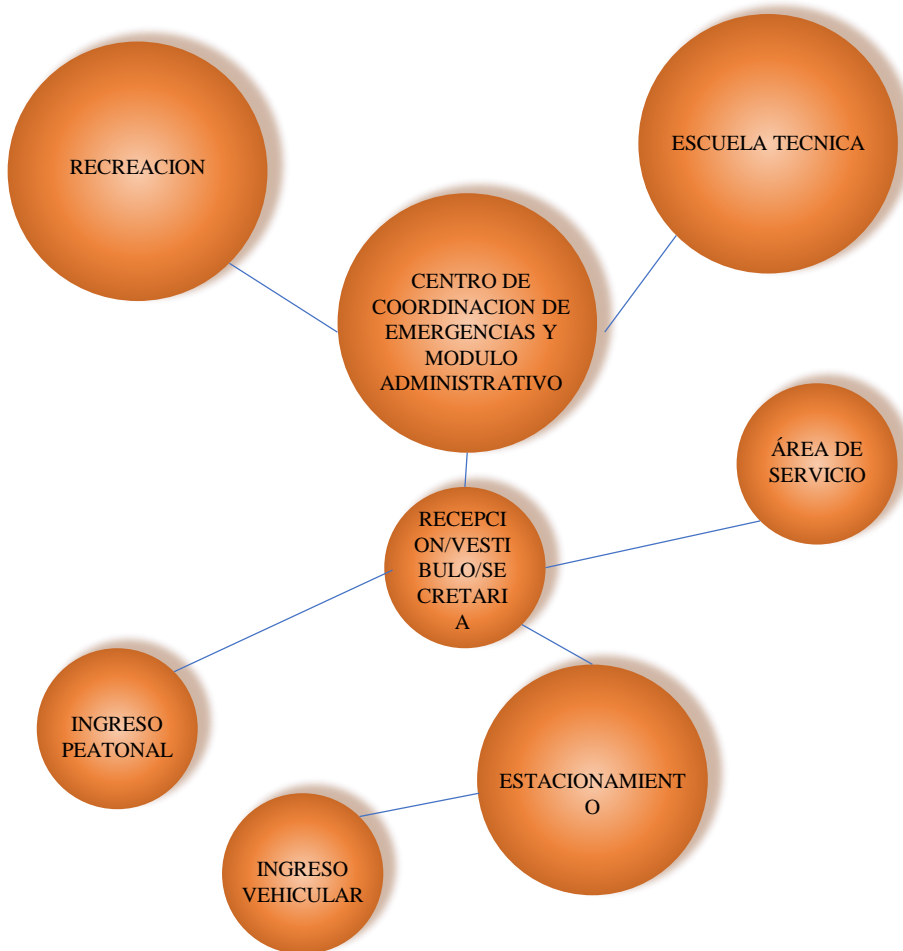 RECREACION
ESCUELA TECNICA
CENTRO DE
COORDINACION DE
EMERGENCIAS Y
MODULO
ADMINISTRATIVO
ÁREA DE
SERVICIO
RECEPCI
ON/VESTI
BULO/SE
CRETARI
A
INGRESO
PEATONAL
ESTACIONAMIENT
O
INGRESO
VEHICULAR